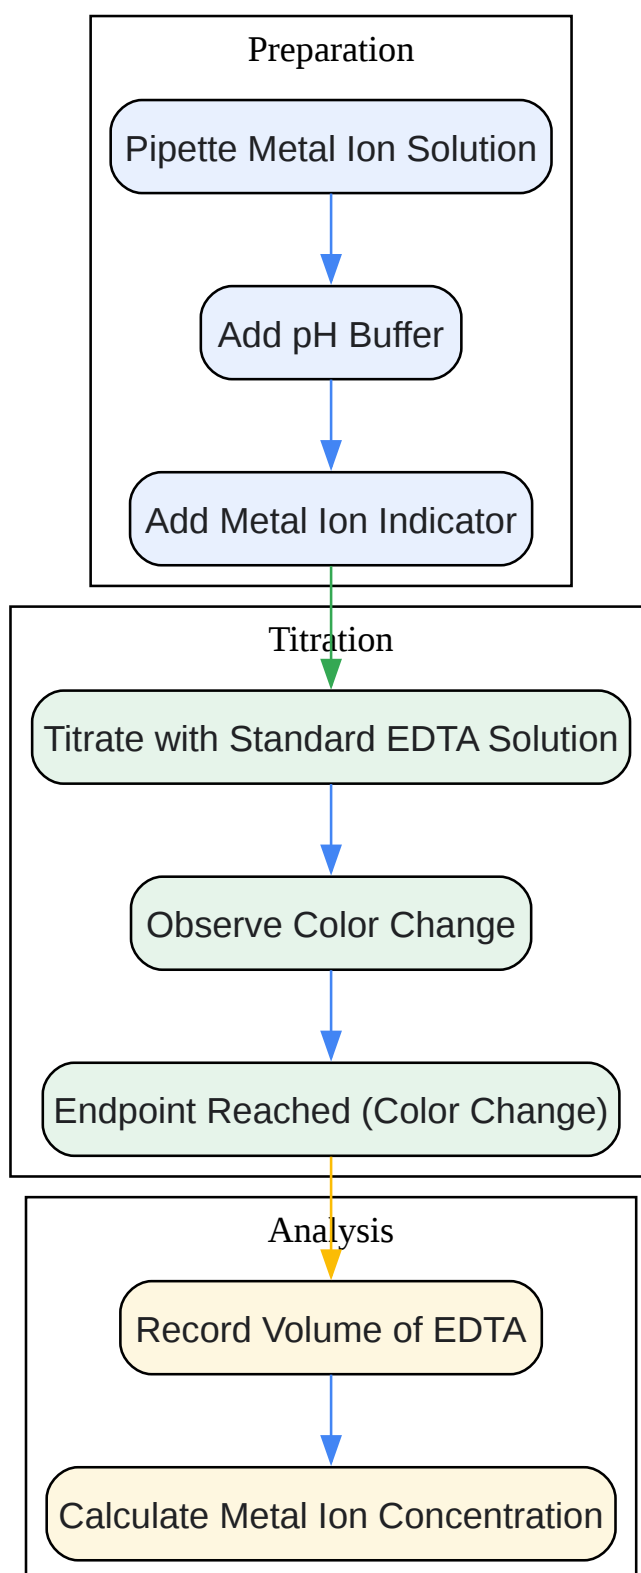 Preparation
Pipette Metal Ion Solution
Add pH Buffer
Add Metal Ion Indicator
Titration
Titrate with Standard EDTA Solution
Observe Color Change
Endpoint Reached (Color Change)
Analysis
Record Volume of EDTA
Calculate Metal Ion Concentration